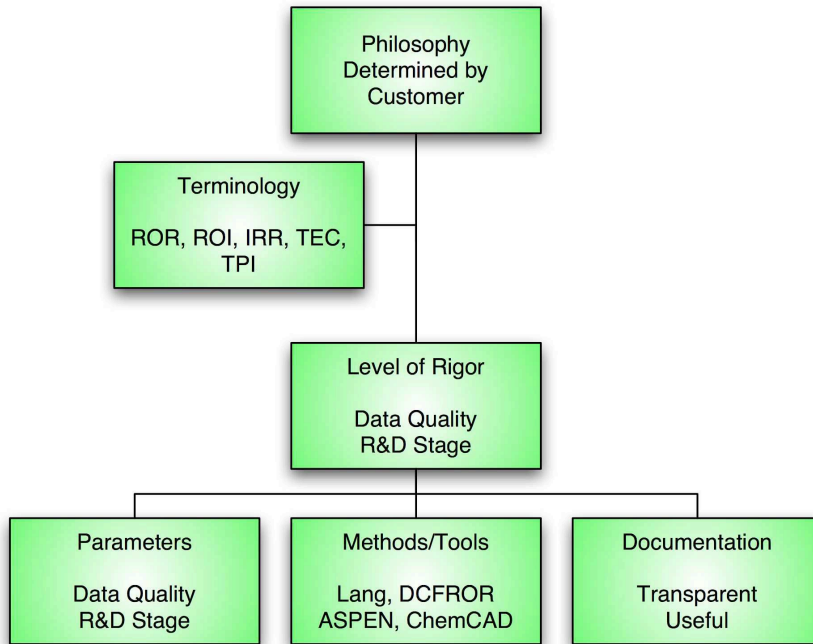 Philosophy
Determined by
Customer
Terminology
ROR, ROI, IRR, TEC,
TPI
Level of Rigor
Data Quality
R&D Stage
Parameters
Data Quality
R&D Stage
Methods/Tools
Lang, DCFROR
ASPEN, ChemCAD
Documentation
Transparent
Useful